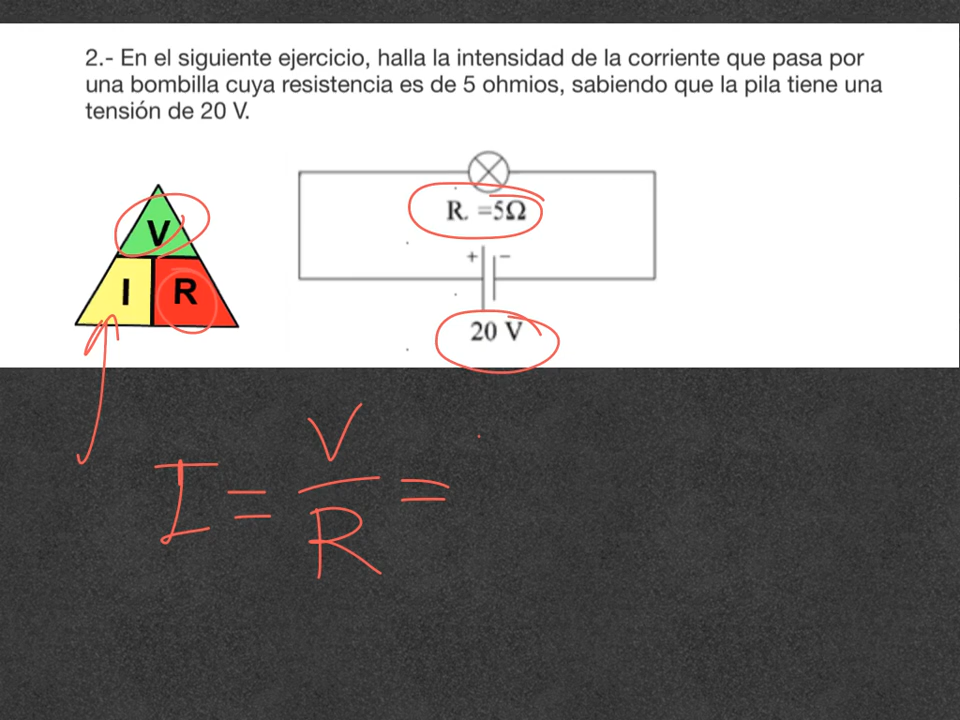 2.- En el siguiente ejercicio, halla la intensidad de la corriente que pasa por
una bombilla cuya resistencia es de 5 ohmios, sabiendo que la pila tiene una
tensión de 20 V.
V
I R
R. =5Ω
+ −
20 V
I = V/R =